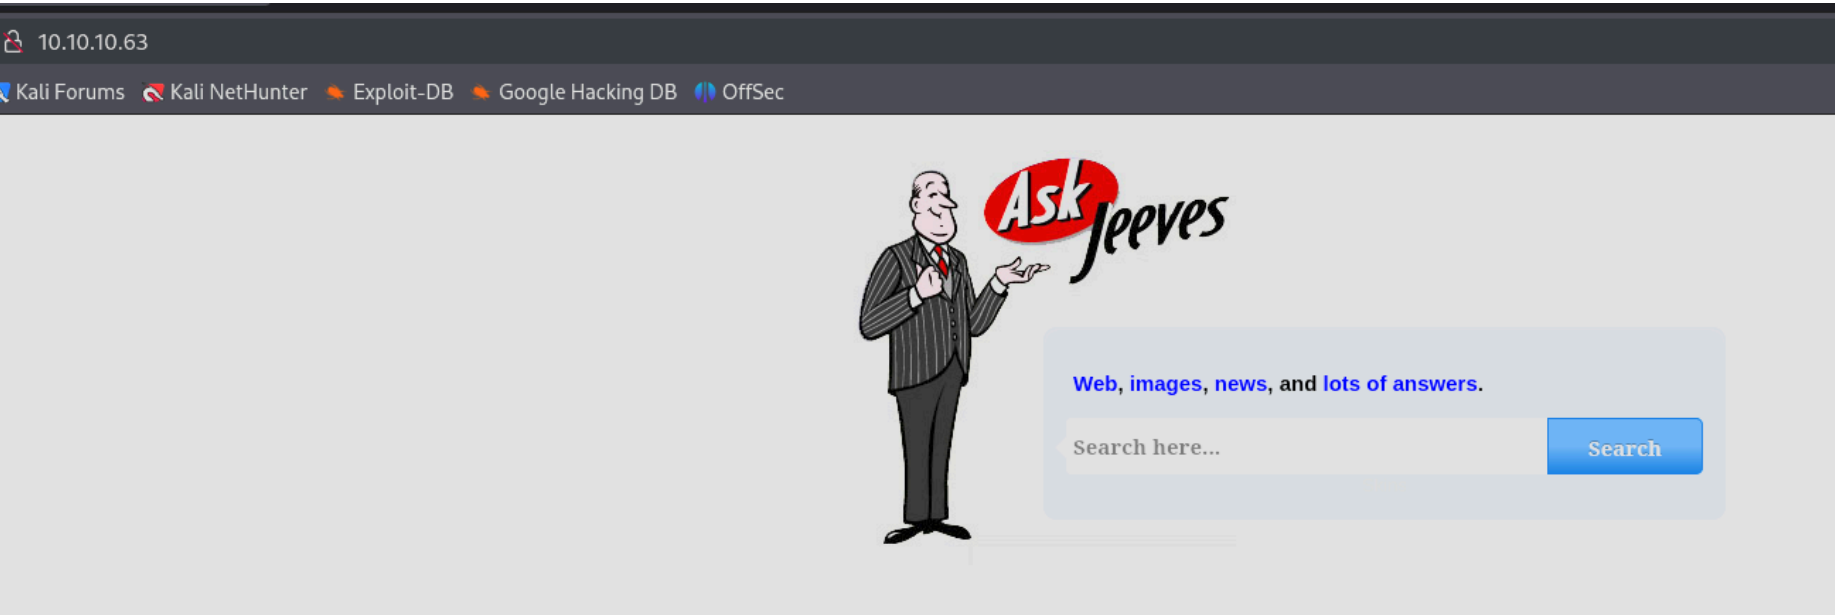 10.10.10.63
Kali Forums Kali NetHunter Exploit-DB Google Hacking DB OffSec
Ask
Jeeves
Web, images, news, and lots of answers.
Search here... Search